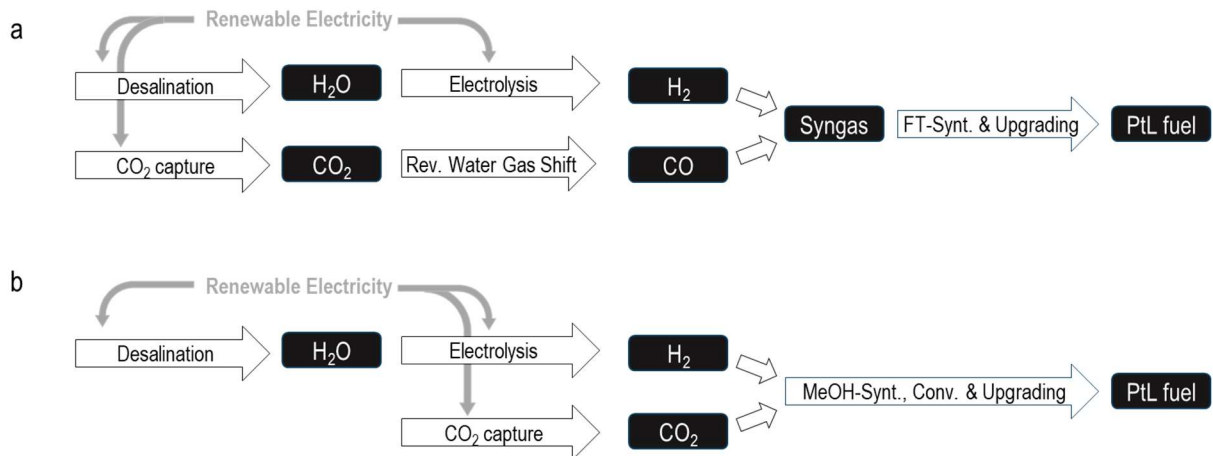 a
Renewable Electricity
Desalination
H₂O
Electrolysis
H₂
Syngas
FT-Synt. & Upgrading
PtL fuel
CO₂ capture
CO₂
Rev. Water Gas Shift
CO
b
Renewable Electricity
Desalination
H₂O
Electrolysis
H₂
MeOH-Synt., Conv. & Upgrading
PtL fuel
CO₂ capture
CO₂